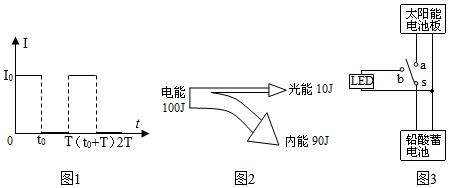 I
I₀
0
t₀
T
(t₀+T)
2T
t
图1
电能
100J
光能 10J
内能 90J
图2
太阳能
电池板
a
b
s
LED
铅酸蓄
电池
图3